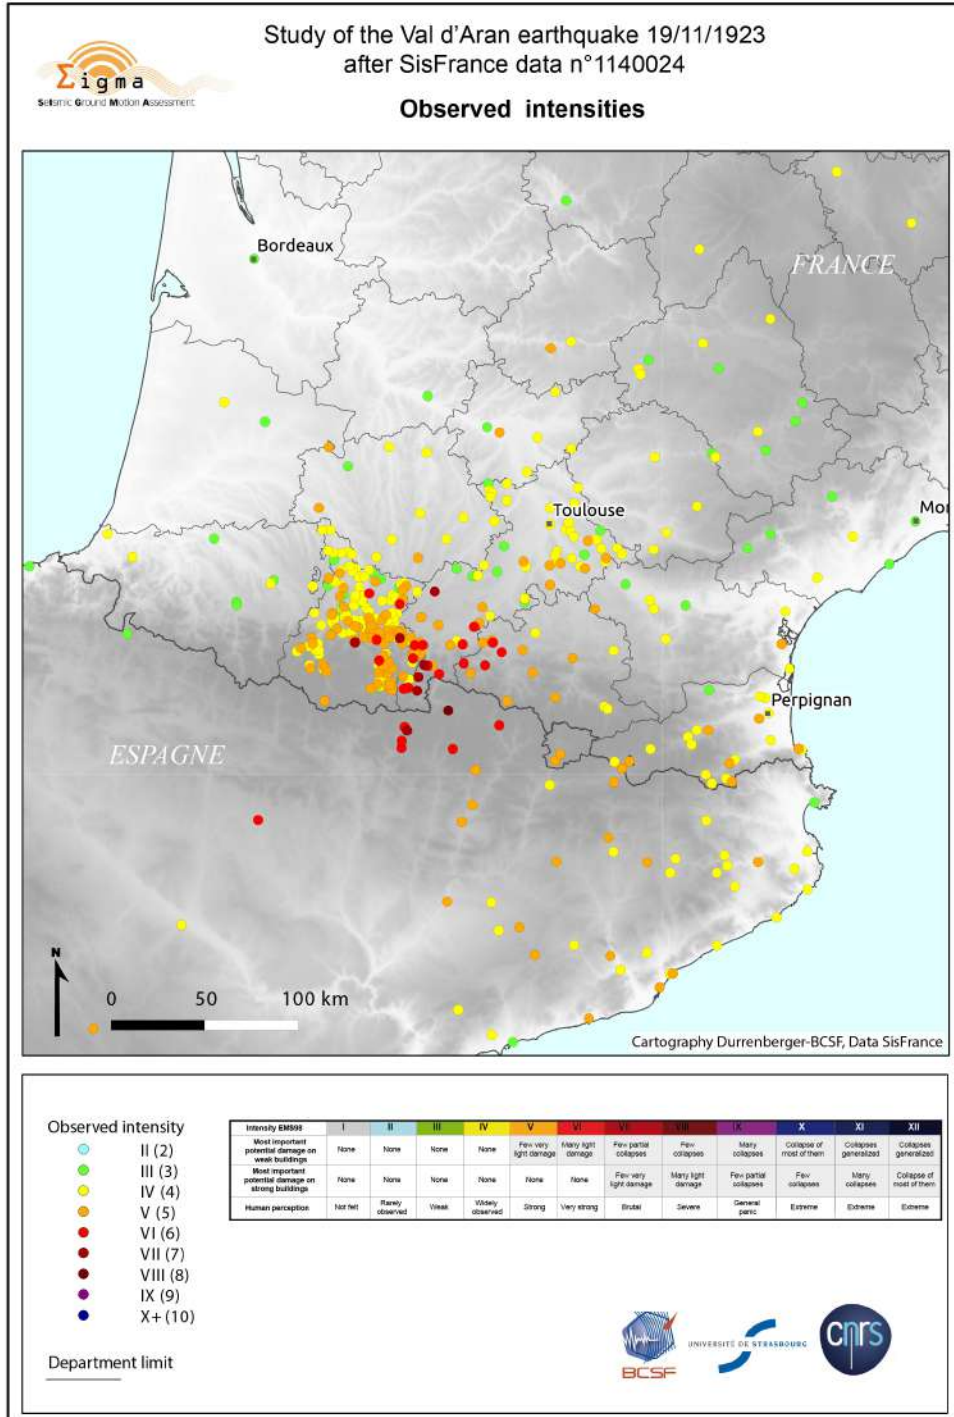 Study of the Val d'Aran earthquake 19/11/1923
after SisFrance data n°1140024
Σigma
Seismic Ground Motion Assessment
Observed intensities
Bordeaux
FRANCE
Toulouse
Mon
Perpignan
ESPAGNE
N
0 50 100 km
Cartography Durrenberger-BCSF, Data SisFrance
Observed intensity
II (2)
III (3)
IV (4)
V (5)
VI (6)
VII (7)
VIII (8)
IX (9)
X+ (10)
Department limit
Intensity EMS98 I II III IV V VI VII VIII IX X XI XII
Most important potential damage on weak buildings None None None None Few very light damage Many light damage Few partial collapses Few collapses Many collapses Collapse of most of them Collapses generalized Collapses generalized
Most important potential damage on strong buildings None None None None None None Few very light damage Many light damage Few partial collapses Few collapses Many collapses Collapse of most of them
Human perception Not felt Rarely observed Weak Widely observed Strong Very strong Brutal Severe General panic Extreme Extreme Extreme
BCSF
UNIVERSITÉ DE STRASBOURG
cnrs